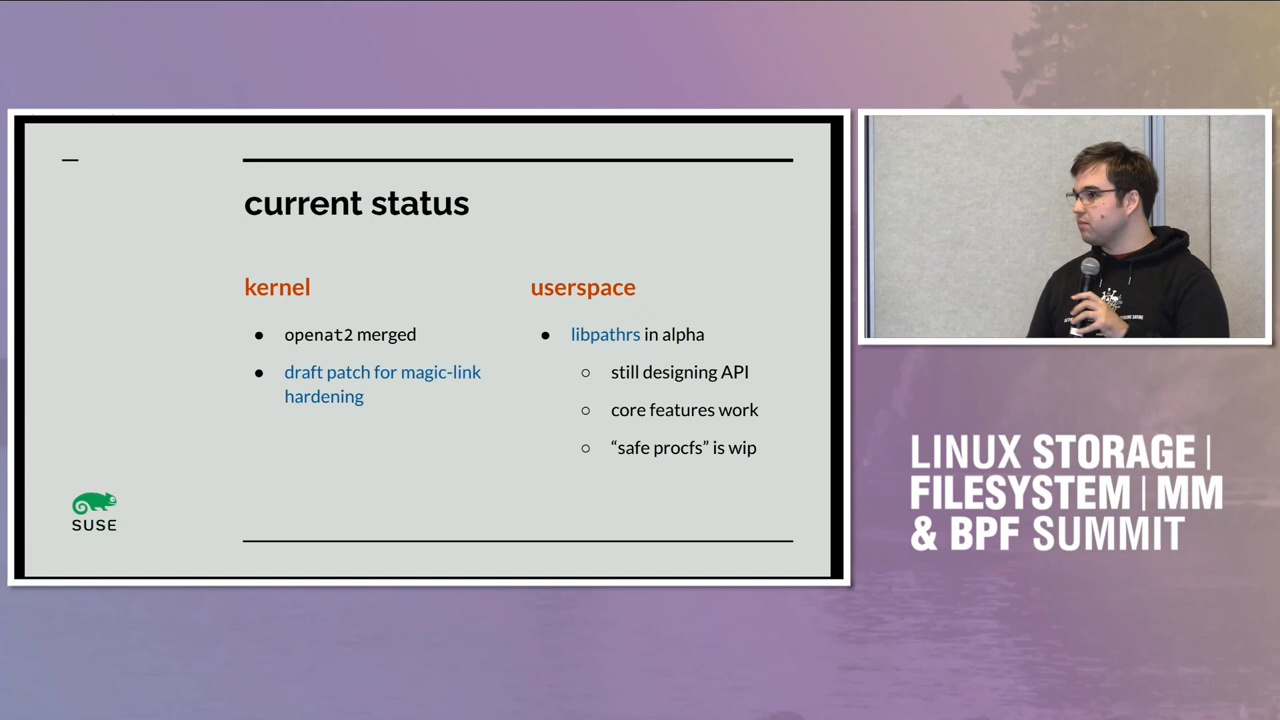 current status
kernel
● openat2 merged
● draft patch for magic-link
hardening
userspace
● libpathrs in alpha
○ still designing API
○ core features work
○ “safe procfs” is wip
SUSE
LINUX STORAGE |
FILESYSTEM | MM
& BPF SUMMIT